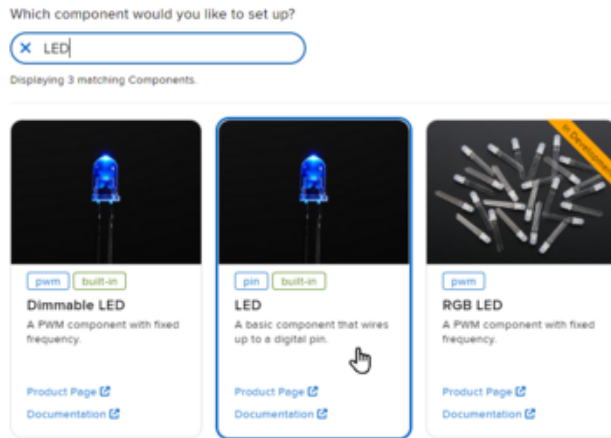 Which component would you like to set up?
LED
Displaying 3 matching Components.
In Development
pwm built-in
Dimmable LED
A PWM component with fixed
frequency.
Product Page
Documentation
pin built-in
LED
A basic component that wires
up to a digital pin.
Product Page
Documentation
pwm
RGB LED
A PWM component with fixed
frequency.
Product Page
Documentation